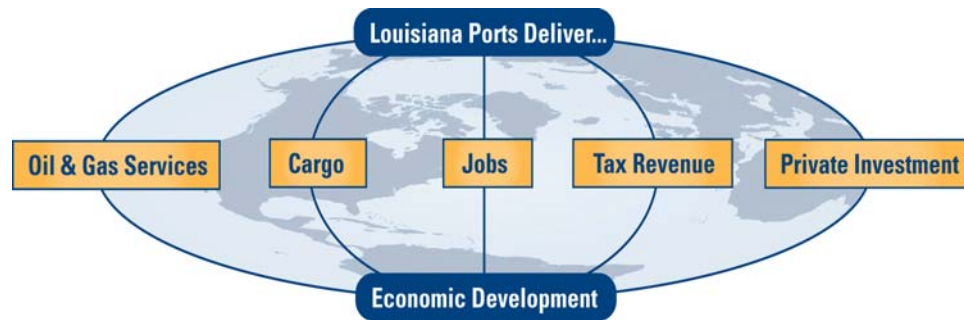 Louisiana Ports Deliver...
Oil & Gas Services
Cargo
Jobs
Tax Revenue
Private Investment
Economic Development